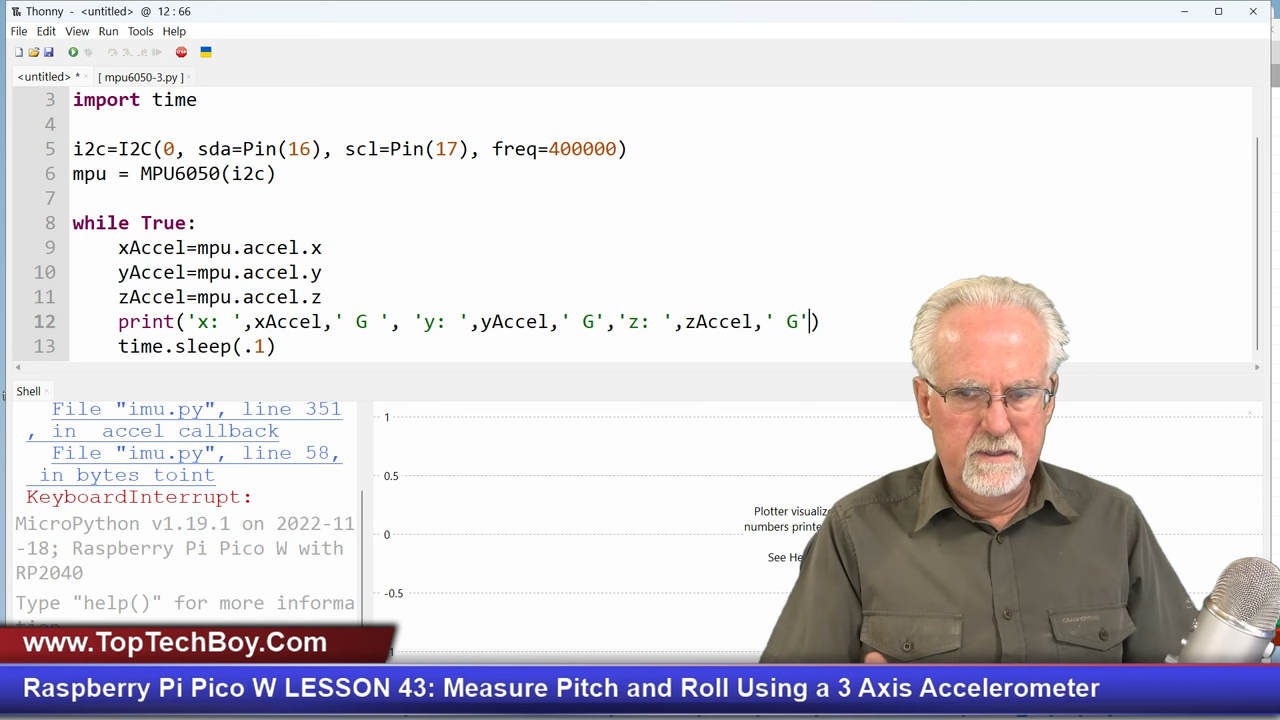 Thonny - <untitled> @ 12 : 66
File Edit View Run Tools Help
<untitled> * [ mpu6050-3.py ]
3 import time
4
5 i2c=I2C(0, sda=Pin(16), scl=Pin(17), freq=400000)
6 mpu = MPU6050(i2c)
7
8 while True:
9 xAccel=mpu.accel.x
10 yAccel=mpu.accel.y
11 zAccel=mpu.accel.z
12 print('x: ',xAccel,' G ', 'y: ',yAccel,' G','z: ',zAccel,' G')
13 time.sleep(.1)
Shell
File "imu.py", line 351
, in accel callback
File "imu.py", line 58,
in bytes toint
KeyboardInterrupt:
MicroPython v1.19.1 on 2022-11
-18; Raspberry Pi Pico W with
RP2040
Type "help()" for more informa
1
0.5
0
-0.5
Plotter
numbers
See
www.TopTechBoy.Com
Raspberry Pi Pico W LESSON 43: Measure Pitch and Roll Using a 3 Axis Accelerometer